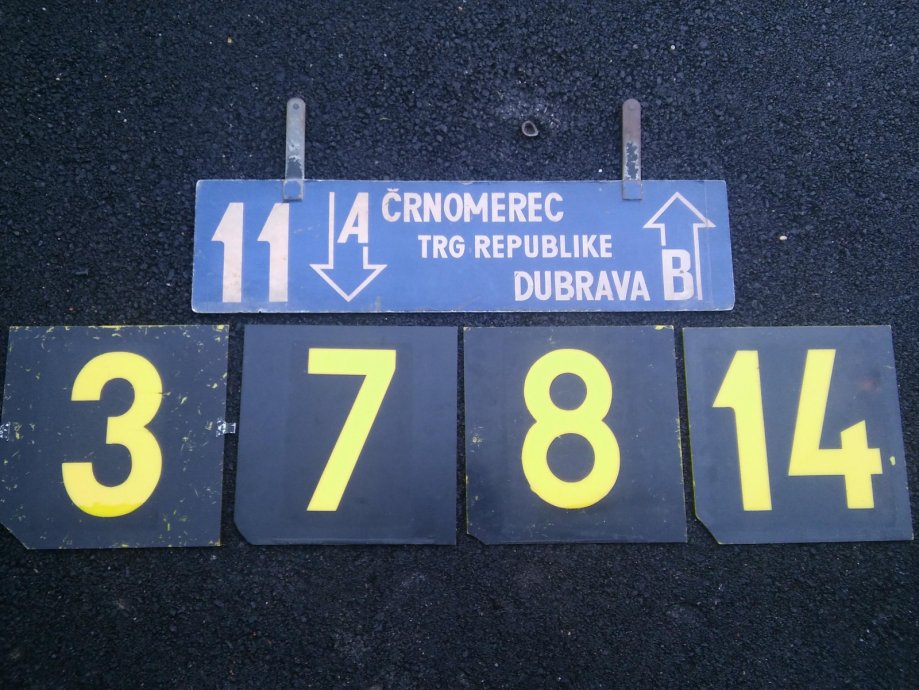 11 A ČRNOMEREC
TRG REPUBLIKE
DUBRAVA B
3 7 8 14